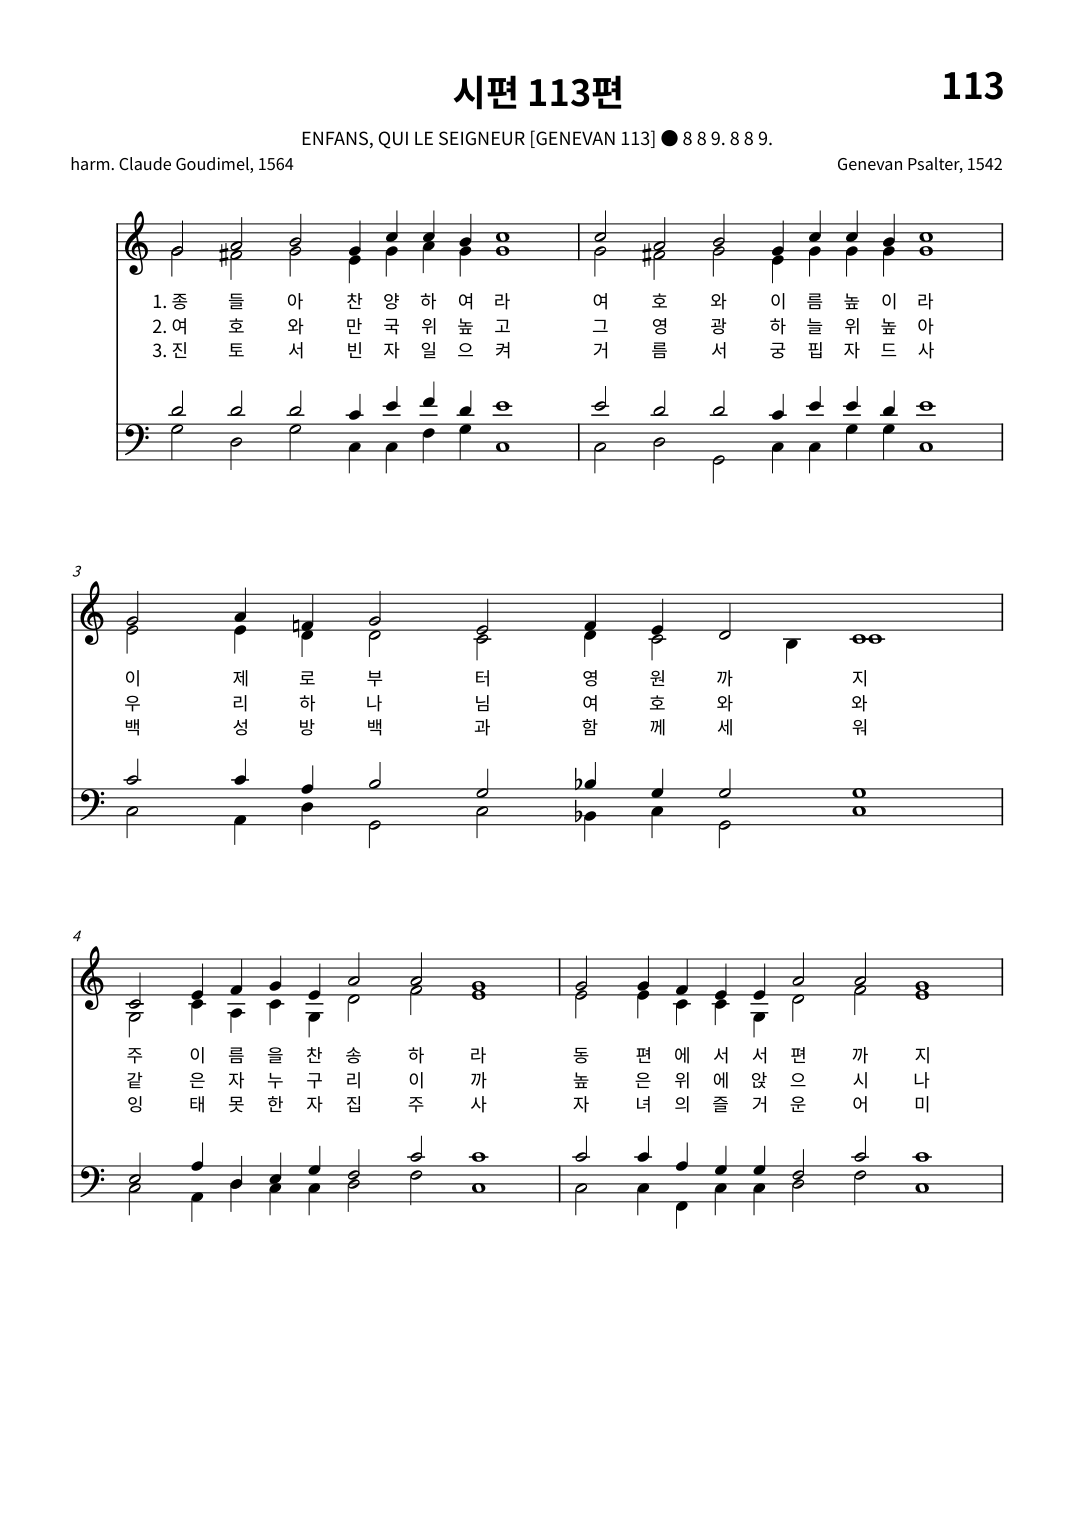 시편 113편
113
ENFANS, QUI LE SEIGNEUR [GENEVAN 113] ● 8 8 9. 8 8 9.
harm. Claude Goudimel, 1564
Genevan Psalter, 1542
1. 종 들 아 찬 양 하 여 라 여 호 와 이 름 높 이 라
2. 여 호 와 만 국 위 높 고 그 영 광 하 늘 위 높 아
3. 진 토 서 빈 자 일 으 켜 거 름 서 궁 핍 자 드 사
3
이 제 로 부 터 영 원 까 지
우 리 하 나 님 여 호 와 와
백 성 방 백 과 함 께 세 워
4
주 이 름 을 찬 송 하 라 동 편 에 서 서 편 까 지
같 은 자 누 구 리 이 까 높 은 위 에 앉 으 시 나
잉 태 못 한 자 집 주 사 자 녀 의 즐 거 운 어 미